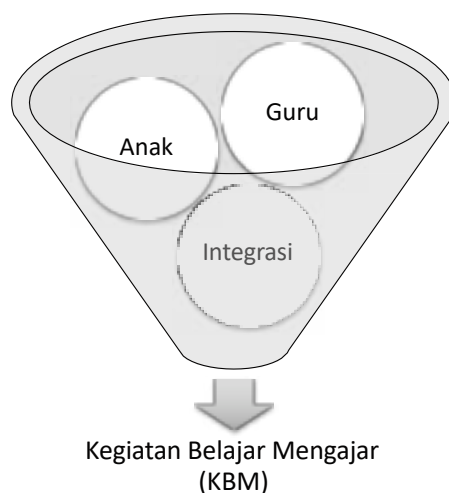 Guru
Anak
Integrasi
Kegiatan Belajar Mengajar
(KBM)